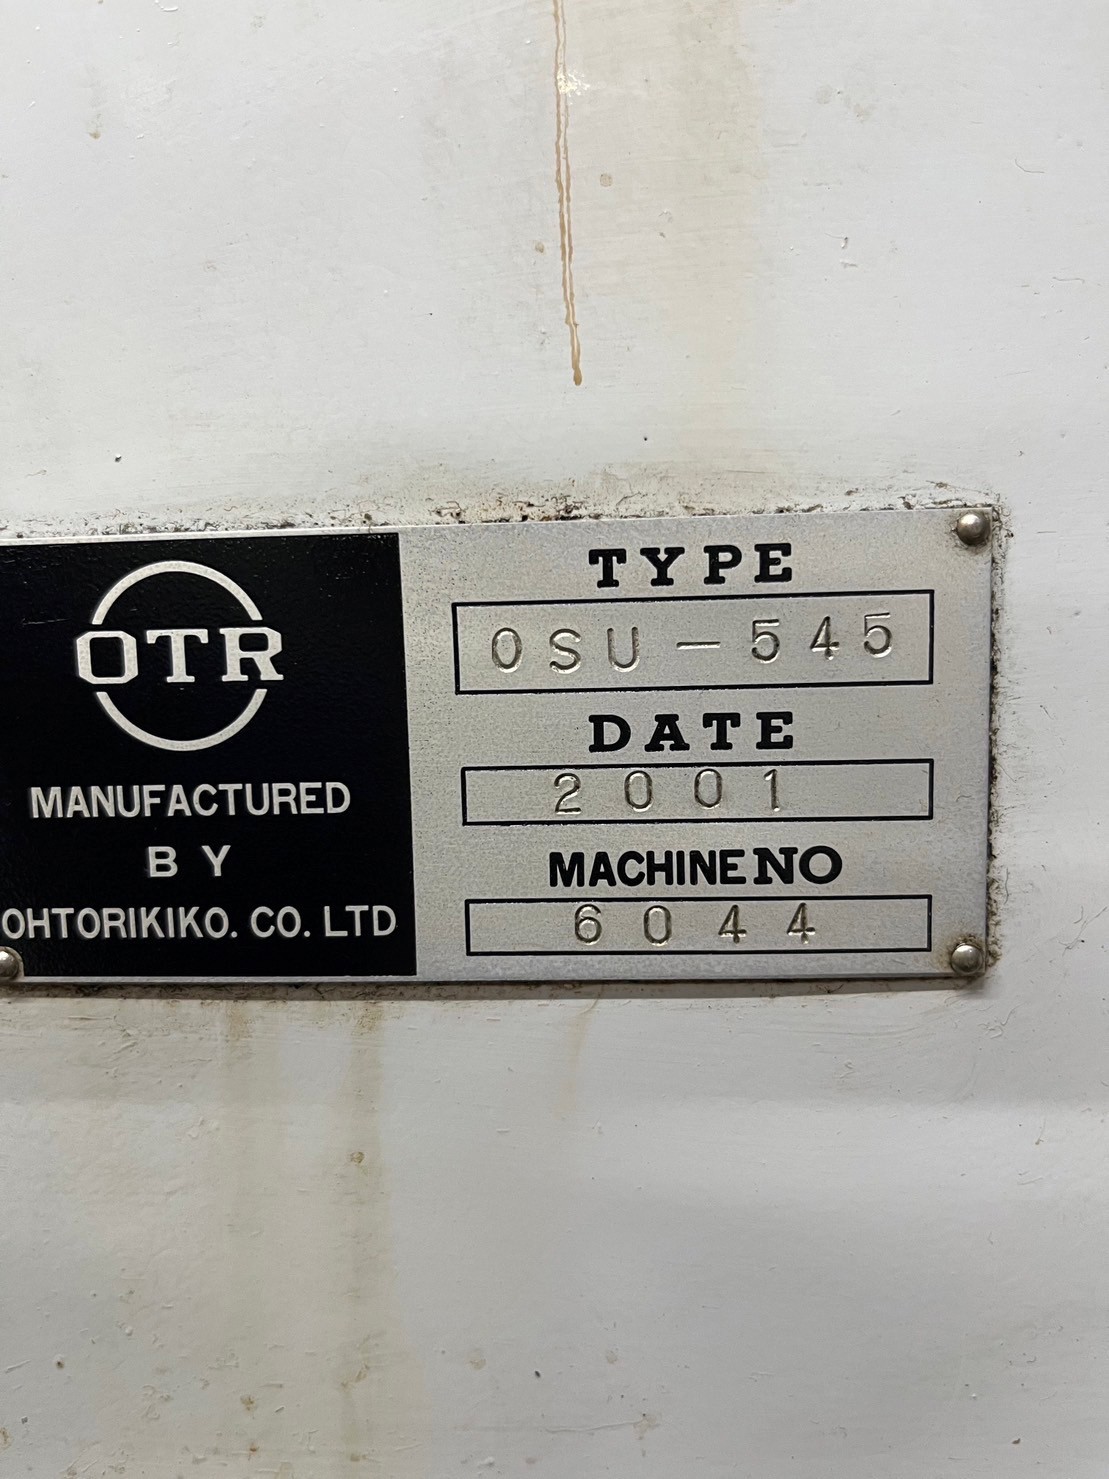 OTR
MANUFACTURED
BY
OHTORIKIKO. CO. LTD
TYPE
OSU-545
DATE
2001
MACHINE NO
6044